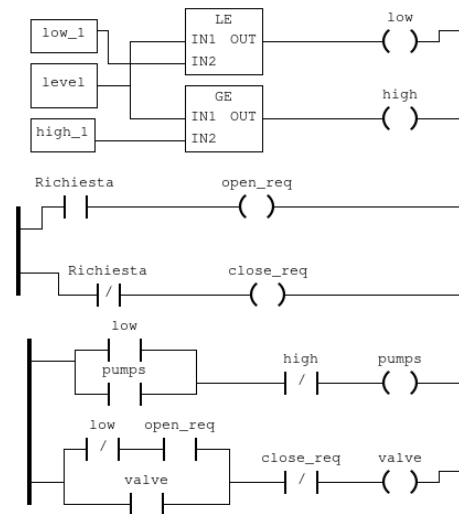 LE
low
low_1
IN1 OUT
IN2
level
GE
high
IN1 OUT
high_1
IN2
Richiesta
open_req
Richiesta
close_req
/
low
pumps
high
pumps
/
low
open_req
/
valve
close_req
valve
/